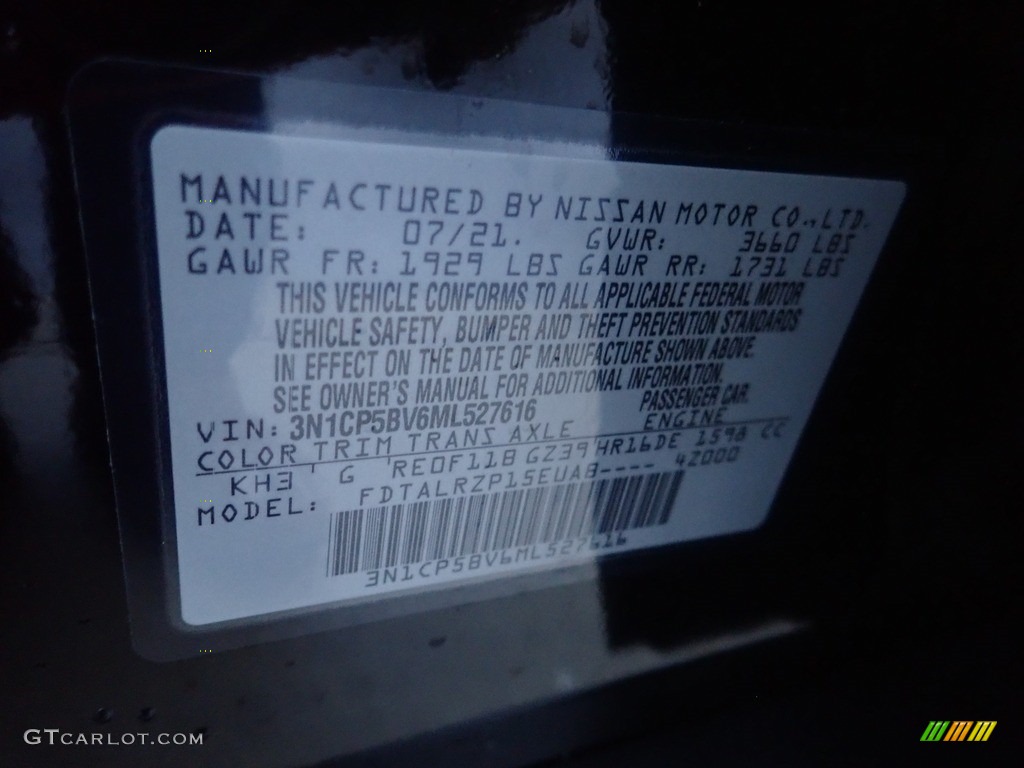 MANUFACTURED BY NISSAN MOTOR CO., LTD.
DATE: 07/21. GVWR: 3660 LBS
GAWR FR: 1929 LBS GAWR RR: 1731 LBS
THIS VEHICLE CONFORMS TO ALL APPLICABLE FEDERAL MOTOR
VEHICLE SAFETY, BUMPER AND THEFT PREVENTION STANDARDS
IN EFFECT ON THE DATE OF MANUFACTURE SHOWN ABOVE.
SEE OWNER'S MANUAL FOR ADDITIONAL INFORMATION.
VIN: 3N1CP5BV6ML527616 PASSENGER CAR.
COLOR TRIM TRANS AXLE ENGINE
KH3 ' G 'RE0F11B GZ39'HR16DE 1598 CC
MODEL: FDTALRZP15EUAB---- 42000
3N1CP5BV6ML527616
GTCARLOT.COM